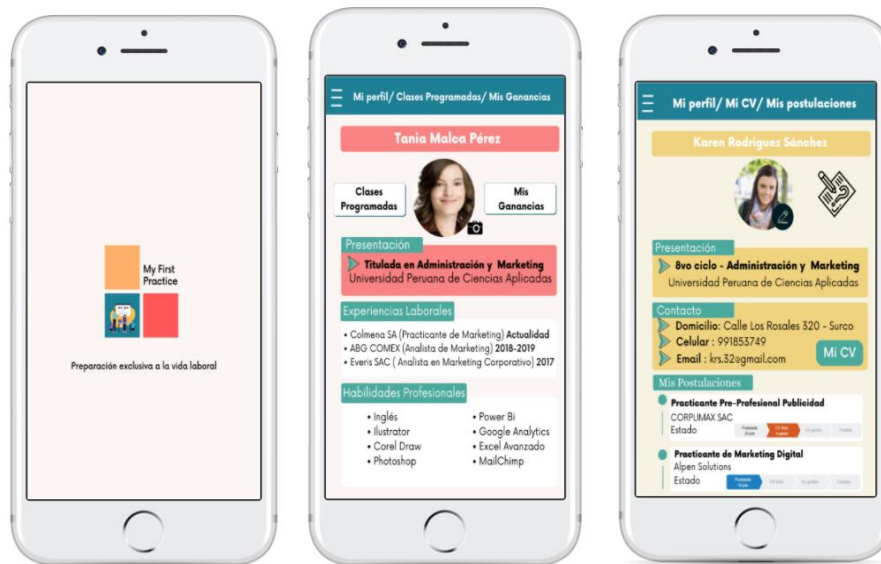 My First
Practice
Preparación exclusiva a la vida laboral
Mi perfil/ Clases Programadas/ Mis Ganancias
Tania Malca Pérez
Clases
Programadas
Mis
Ganancias
Presentación
Titulada en Administración y Marketing
Universidad Peruana de Ciencias Aplicadas
Experiencias Laborales
• Colmena SA (Practicante de Marketing) Actualidad
• ABG COMEX (Analista de Marketing) 2018-2019
• Everis SAC ( Analista en Marketing Corporativo) 2017
Habilidades Profesionales
• Inglés
• Ilustrator
• Corel Draw
• Photoshop
• Power Bi
• Google Analytics
• Excel Avanzado
• MailChimp
Mi perfil/ Mi CV/ Mis postulaciones
Karen Rodriguez Sánchez
Presentación
8vo ciclo - Administración y Marketing
Universidad Peruana de Ciencias Aplicadas
Contacto
Domicilio: Calle Los Rosales 320 - Surco
Celular : 991853749
Email : krs.32@gmail.com
Mi CV
Mis Postulaciones
Practicante Pre-Profesional Publicidad
CORPLIMAX SAC
Estado
Practicante de Marketing Digital
Alpen Solutions
Estado